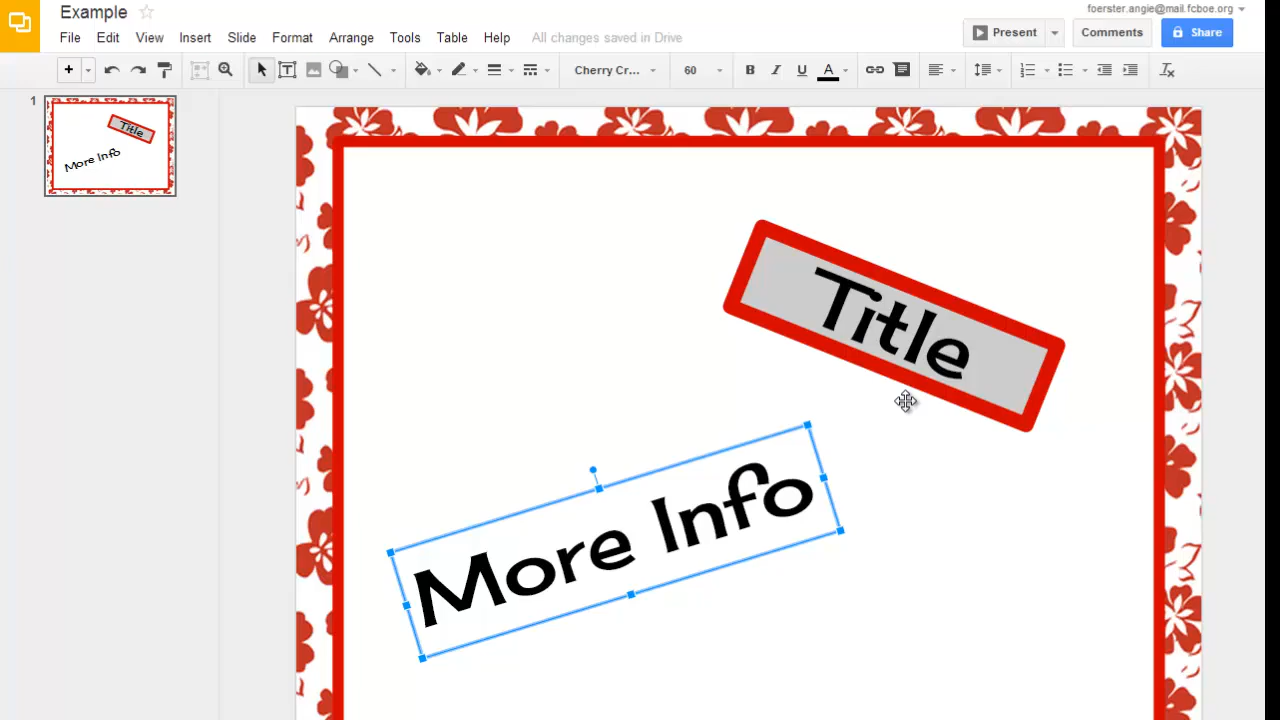 Example
foerster.angie@mail.fcboe.org
File Edit View Insert Slide Format Arrange Tools Table Help All changes saved in Drive
Present Comments Share
Cherry Cr... 60 B I U A
1
Title
More Info
Title
More Info